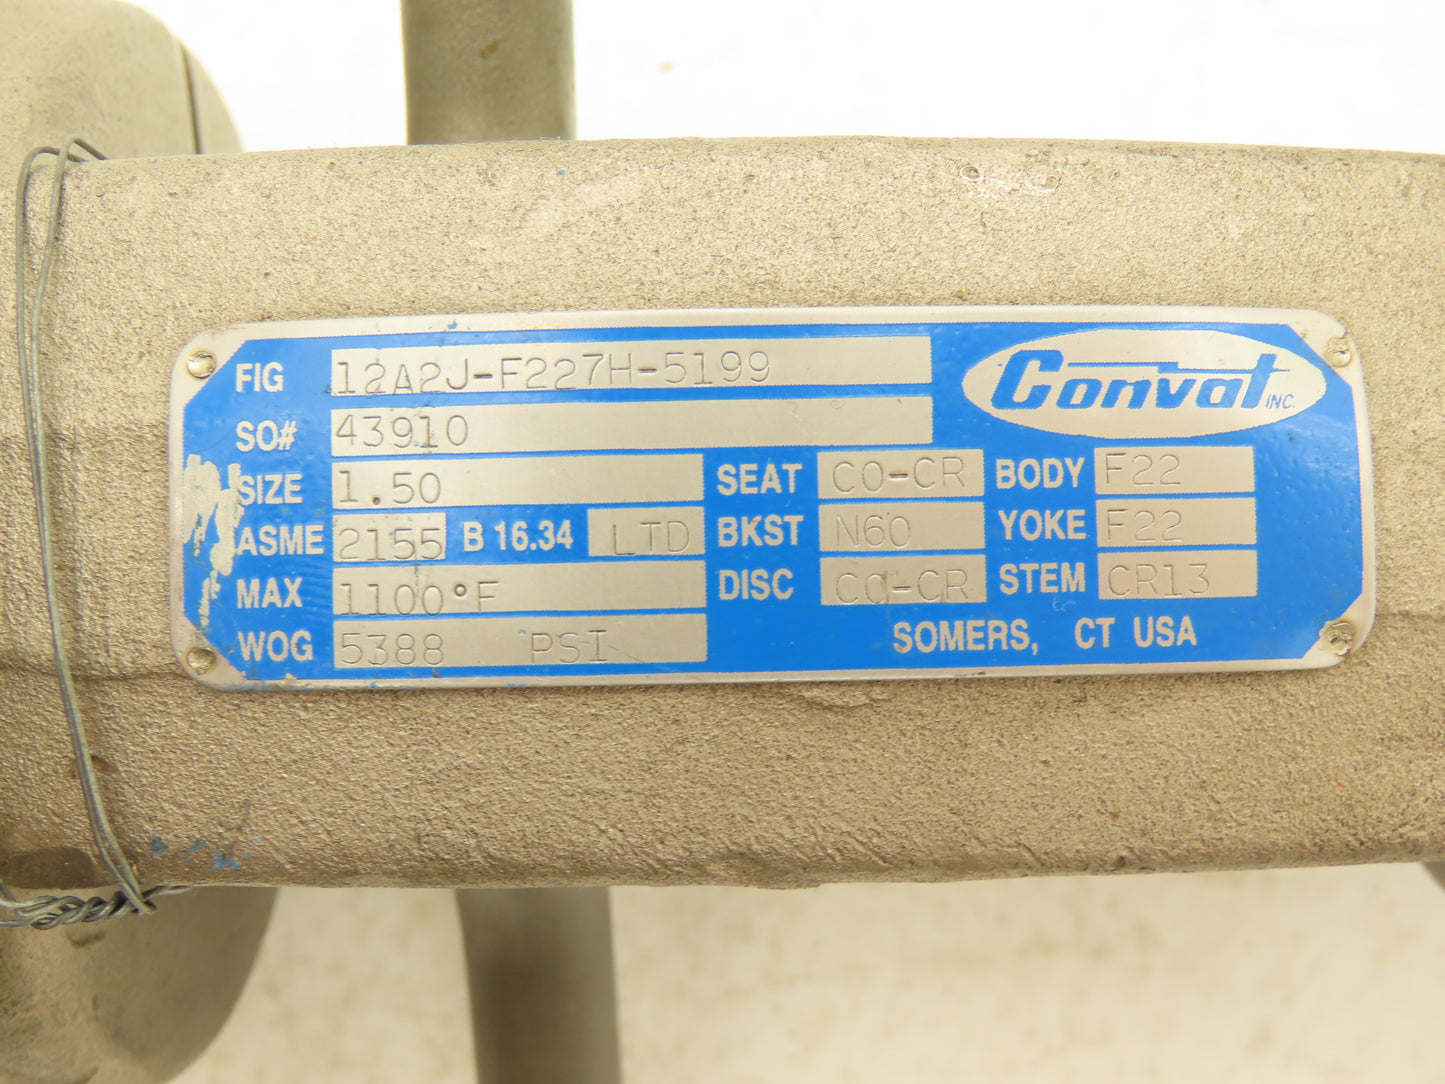 FIG 12A2J-F227H-5199
Conval INC.
SO# 43910
SIZE 1.50 SEAT CO-CR BODY F22
ASME 2155 B 16.34 LTD BKST N60 YOKE F22
MAX 1100°F DISC CO-CR STEM CR13
WOG 5388 PSI SOMERS, CT USA